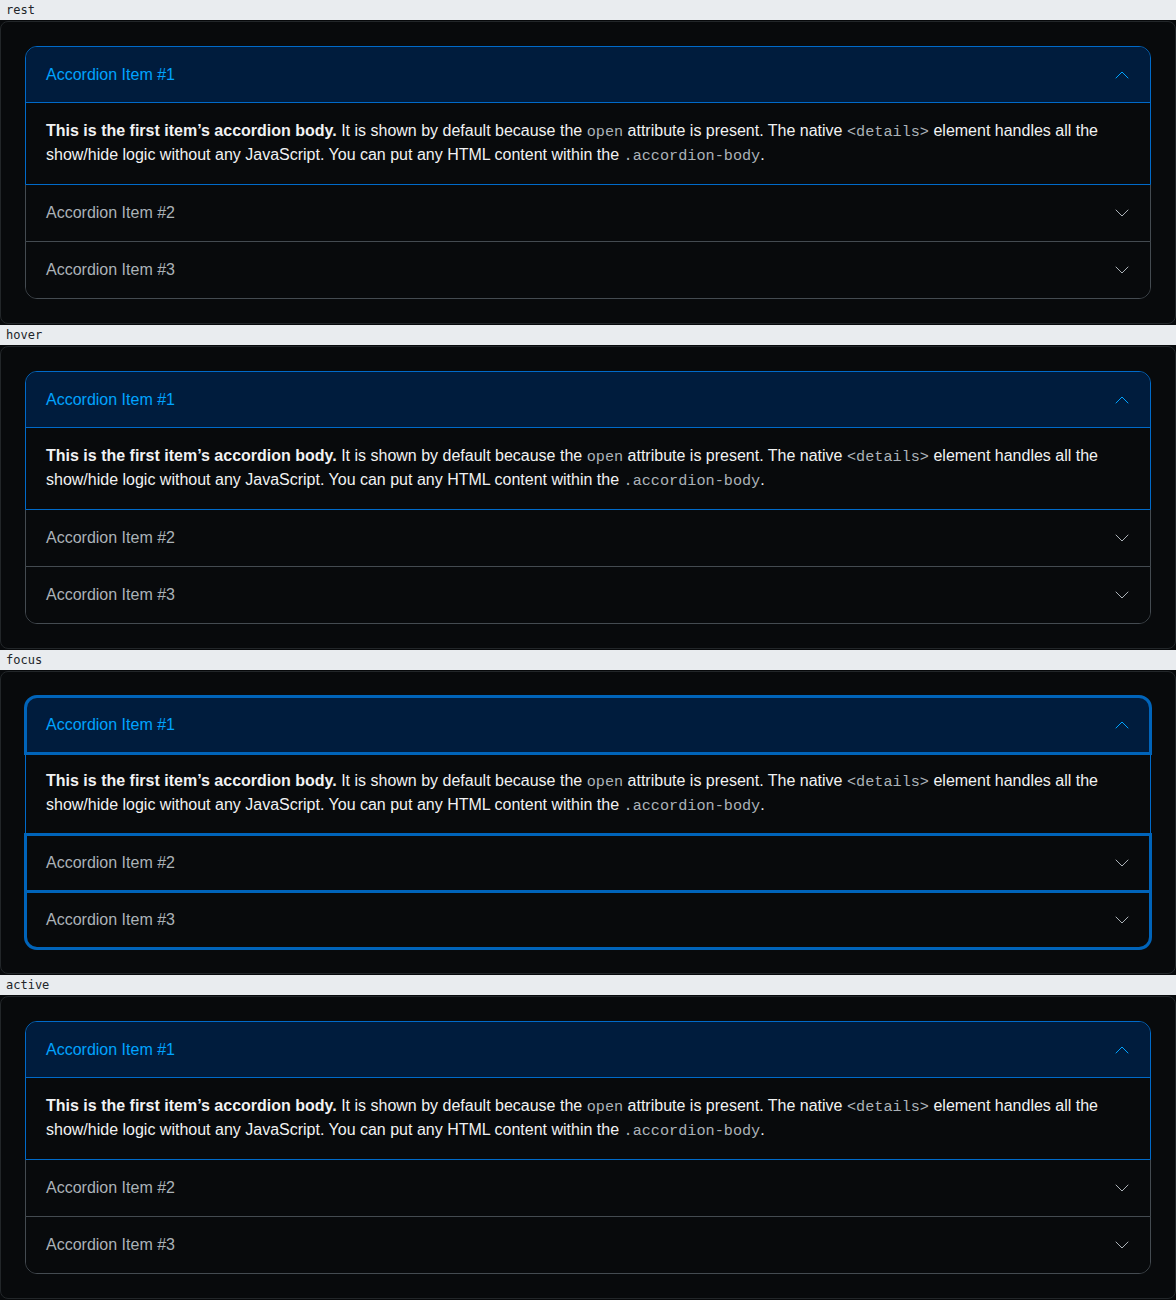 rest
Accordion Item #1
This is the first item’s accordion body. It is shown by default because the open attribute is present. The native <details> element handles all the
show/hide logic without any JavaScript. You can put any HTML content within the .accordion-body.
Accordion Item #2
Accordion Item #3
hover
Accordion Item #1
This is the first item’s accordion body. It is shown by default because the open attribute is present. The native <details> element handles all the
show/hide logic without any JavaScript. You can put any HTML content within the .accordion-body.
Accordion Item #2
Accordion Item #3
focus
Accordion Item #1
This is the first item’s accordion body. It is shown by default because the open attribute is present. The native <details> element handles all the
show/hide logic without any JavaScript. You can put any HTML content within the .accordion-body.
Accordion Item #2
Accordion Item #3
active
Accordion Item #1
This is the first item’s accordion body. It is shown by default because the open attribute is present. The native <details> element handles all the
show/hide logic without any JavaScript. You can put any HTML content within the .accordion-body.
Accordion Item #2
Accordion Item #3